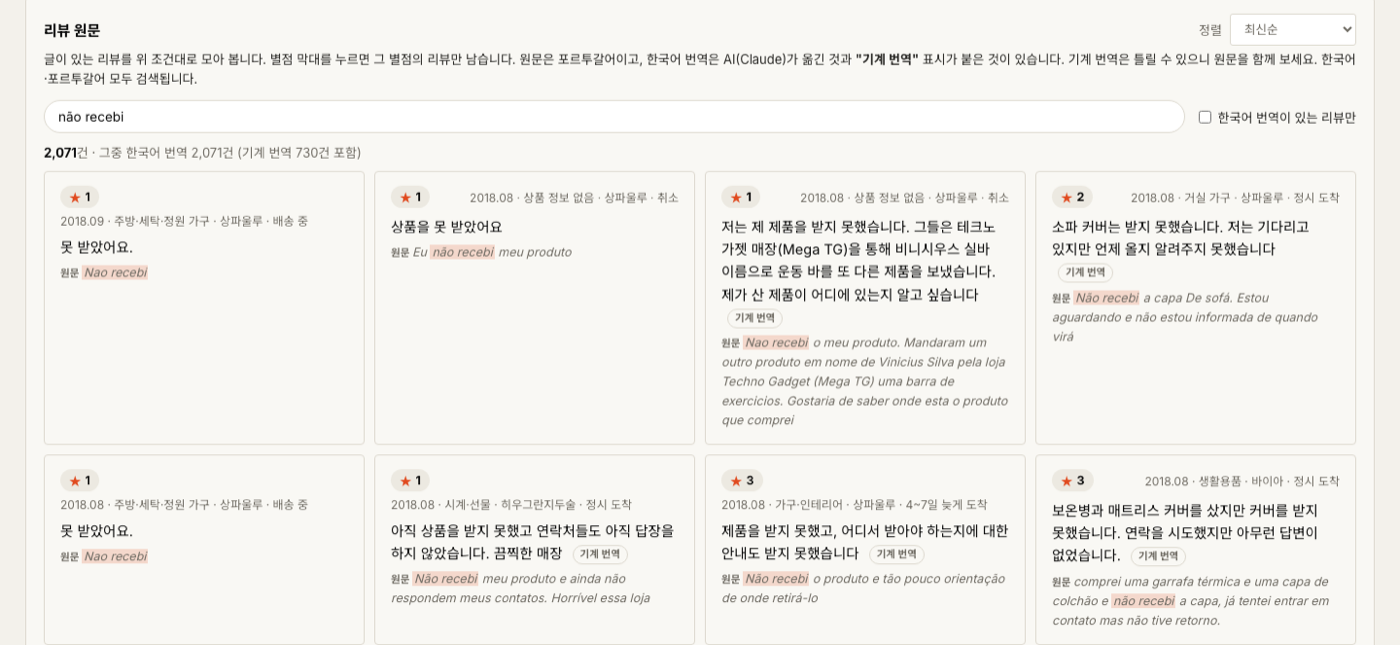 리뷰 원문
정렬 최신순
글이 있는 리뷰를 위 조건대로 모아 봅니다. 별점 막대를 누르면 그 별점의 리뷰만 남습니다. 원문은 포르투갈어이고, 한국어 번역은 AI(Claude)가 옮긴 것과 "기계 번역" 표시가 붙은 것이 있습니다. 기계 번역은 틀릴 수 있으니 원문을 함께 보세요. 한국어
·포르투갈어 모두 검색됩니다.
não recebi
한국어 번역이 있는 리뷰만
2,071건 · 그중 한국어 번역 2,071건 (기계 번역 730건 포함)
★ 1
2018.09 · 주방·세탁·정원 가구 · 상파울루 · 배송 중
못 받았어요.
원문 Nao recebi
★ 1
2018.08 · 상품 정보 없음 · 상파울루 · 취소
상품을 못 받았어요
원문 Eu não recebi meu produto
★ 1
2018.08 · 상품 정보 없음 · 상파울루 · 취소
저는 제 제품을 받지 못했습니다. 그들은 테크노
가젯 매장(Mega TG)을 통해 비니시우스 실바
이름으로 운동 바를 또 다른 제품을 보냈습니다.
제가 산 제품이 어디에 있는지 알고 싶습니다
기계 번역
원문 Nao recebi o meu produto. Mandaram um
outro produto em nome de Vinicius Silva pela loja
Techno Gadget (Mega TG) uma barra de
exercicios. Gostaria de saber onde esta o produto
que comprei
★ 2
2018.08 · 거실 가구 · 상파울루 · 정시 도착
소파 커버는 받지 못했습니다. 저는 기다리고
있지만 언제 올지 알려주지 못했습니다
기계 번역
원문 Não recebi a capa De sofá. Estou
aguardando e não estou informada de quando
virá
★ 1
2018.08 · 주방·세탁·정원 가구 · 상파울루 · 배송 중
못 받았어요.
원문 Nao recebi
★ 1
2018.08 · 시계·선물 · 히우그란지두술 · 정시 도착
아직 상품을 받지 못했고 연락처들도 아직 답장을
하지 않았습니다. 끔찍한 매장 기계 번역
원문 Não recebi meu produto e ainda não
respondem meus contatos. Horrível essa loja
★ 3
2018.08 · 가구·인테리어 · 상파울루 · 4~7일 늦게 도착
제품을 받지 못했고, 어디서 받아야 하는지에 대한
안내도 받지 못했습니다 기계 번역
원문 Não recebi o produto e tão pouco orientação
de onde retirá-lo
★ 3
2018.08 · 생활용품 · 바이아 · 정시 도착
보온병과 매트리스 커버를 샀지만 커버를 받지
못했습니다. 연락을 시도했지만 아무런 답변이
없었습니다. 기계 번역
원문 comprei uma garrafa térmica e uma capa de
colchão e não recebi a capa, já tentei entrar em
contato mas não tive retorno.